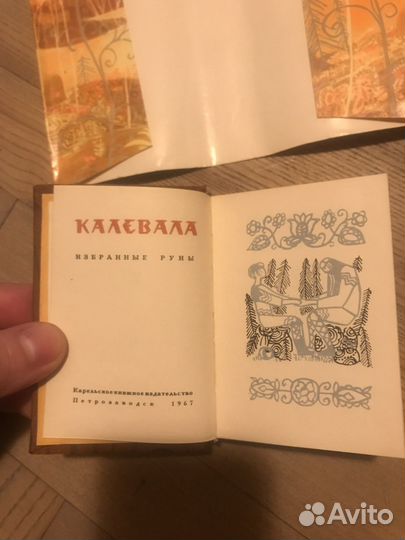 КАЛЕВАЛА
ИЗБРАННЫЕ РУНЫ
Карельское книжное издательство
Петрозаводск 1967
Avito